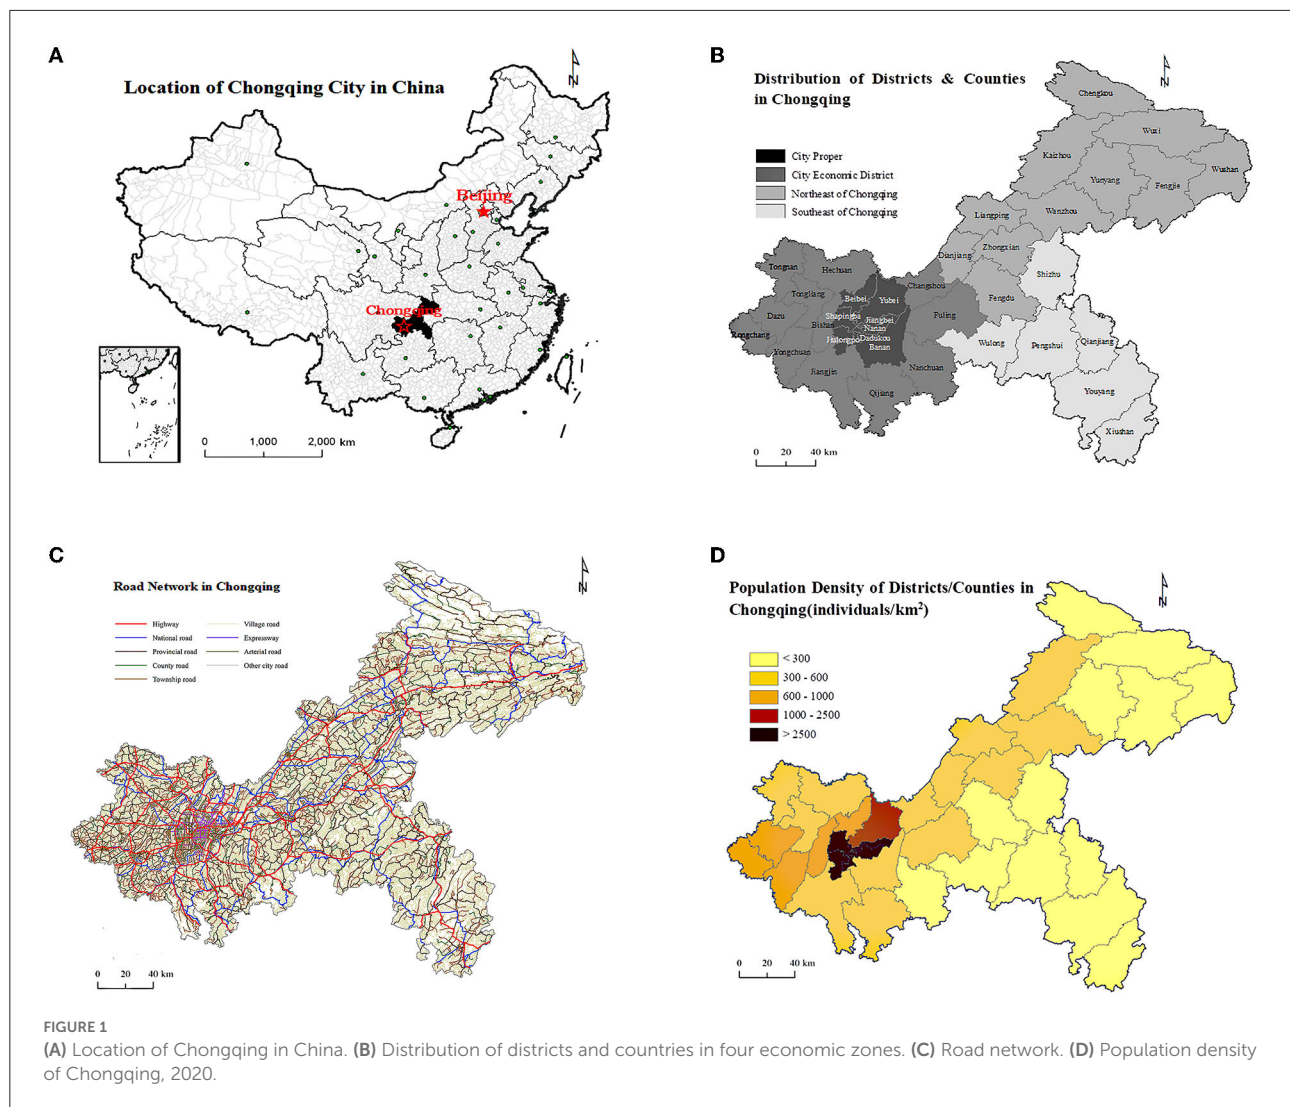 A
N
Location of Chongqing City in China
Beijing
Chongqing
0 1,000 2,000 km
B
N
Distribution of Districts & Counties
in Chongqing
City Proper
City Economic District
Northeast of Chongqing
Southeast of Chongqing
Chengkou
Wuxi
Kaizhou
Wushan
Yunyang
Fengjie
Wanzhou
Liangping
Zhongxian
Dianjiang
Shizhu
Tongnan
Hechuan
Changshou
Fengdu
Tongliang
Beibei
Yubei
Dazu
Shapingba
Jiangbei
Fuling
Bishan
Nanan
Rongchang
Jiulongpo
Dadukou
Banan
Wulong
Pengshui
Qianjiang
Yongchuan
Jiangjin
Nanchuan
Qijiang
Youyang
Xiushan
0 20 40 km
C
N
Road Network in Chongqing
Highway
National road
Provincial road
County road
Township road
Village road
Expressway
Arterial road
Other city road
0 20 40 km
D
N
Population Density of Districts/Counties in
Chongqing(individuals/km²)
< 300
300 - 600
600 - 1000
1000 - 2500
> 2500
0 20 40 km
FIGURE 1
(A) Location of Chongqing in China. (B) Distribution of districts and countries in four economic zones. (C) Road network. (D) Population density
of Chongqing, 2020.